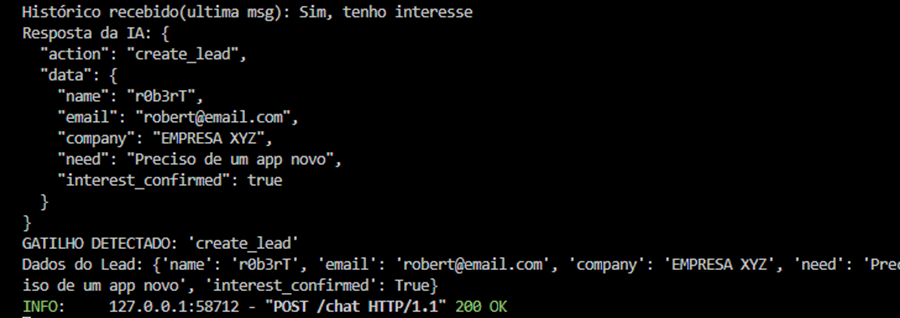 Histórico recebido(ultima msg): Sim, tenho interesse
Resposta da IA: {
  "action": "create_lead",
  "data": {
    "name": "r0b3rT",
    "email": "robert@email.com",
    "company": "EMPRESA XYZ",
    "need": "Preciso de um app novo",
    "interest_confirmed": true
  }
}
GATILHO DETECTADO: 'create_lead'
Dados do Lead: {'name': 'r0b3rT', 'email': 'robert@email.com', 'company': 'EMPRESA XYZ', 'need': 'Prec
iso de um app novo', 'interest_confirmed': True}
INFO:     127.0.0.1:58712 - "POST /chat HTTP/1.1" 200 OK